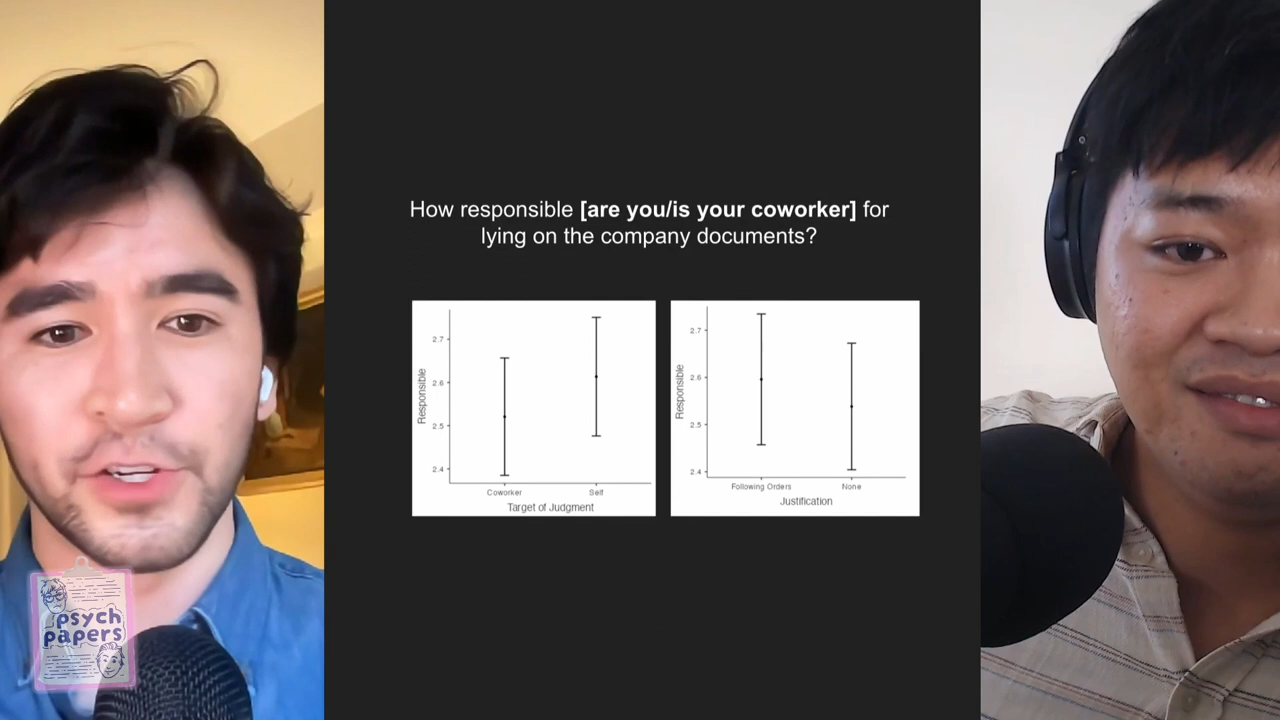 How responsible [are you/is your coworker] for
lying on the company documents?
2.7
2.6
2.5
2.4
Responsible
Coworker
Self
Target of Judgment
2.7
2.6
2.5
2.4
Responsible
Following Orders
None
Justification
psych
papers